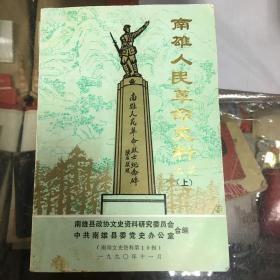 南雄人民革命史料
（上）
南雄人民革命烈士纪念碑
南雄县政协文史资料研究委员会
中共南雄县委党史办公室
合编
（南雄文史资料第10辑）
一九九〇年十一月